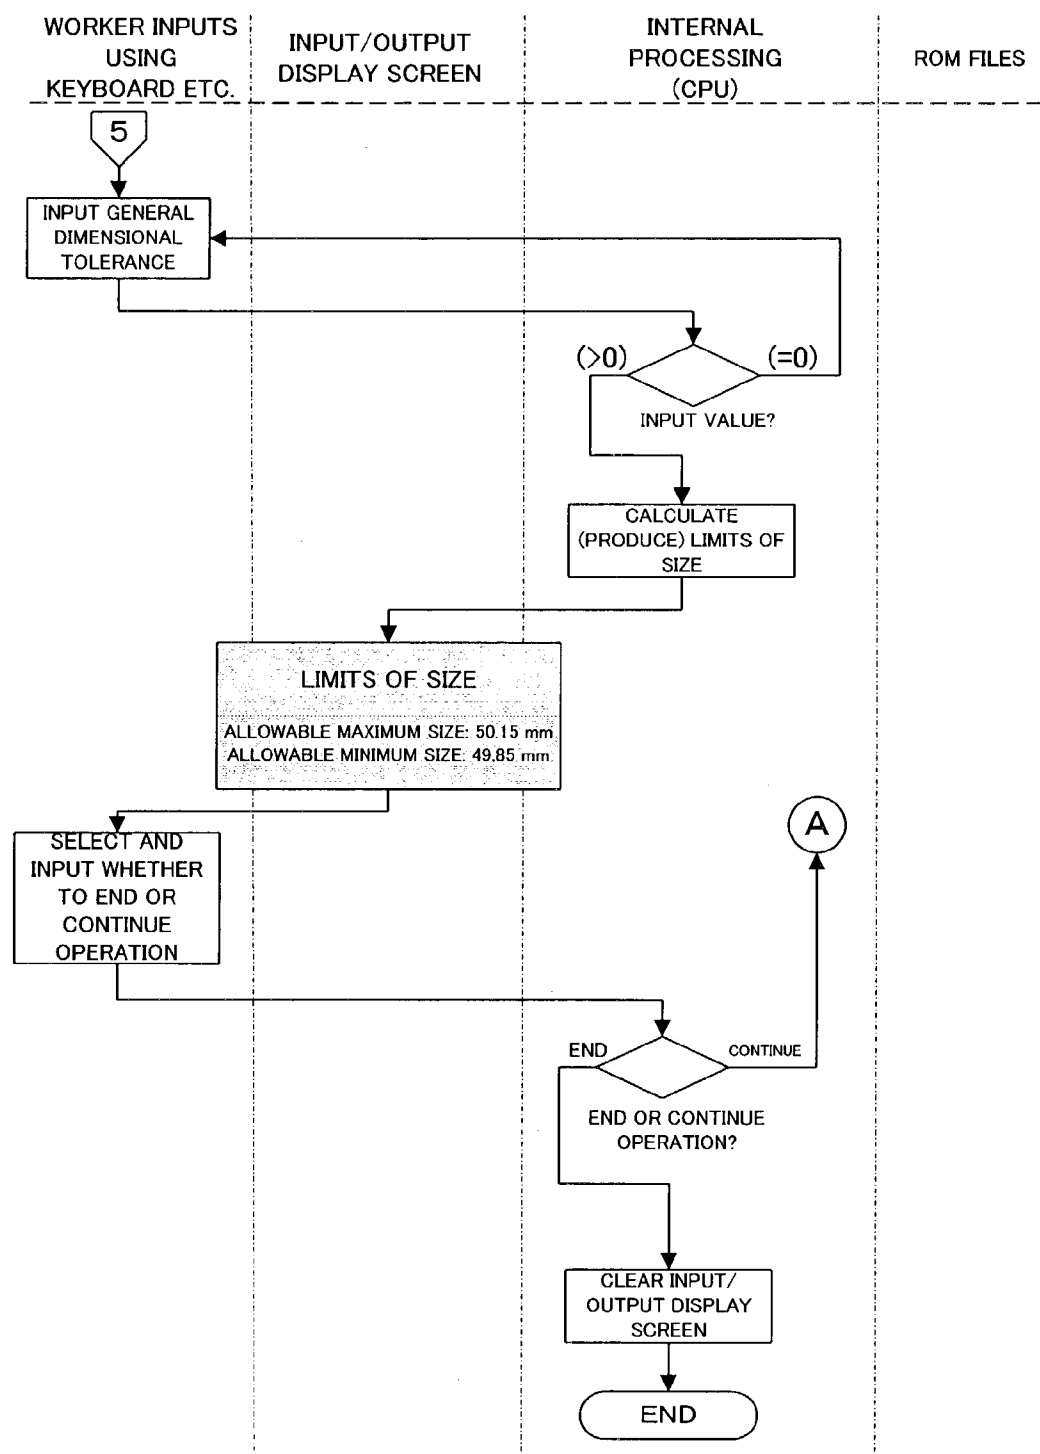 WORKER INPUTS
USING
KEYBOARD ETC.
INPUT/OUTPUT
DISPLAY SCREEN
INTERNAL
PROCESSING
(CPU)
ROM FILES
5
INPUT GENERAL
DIMENSIONAL
TOLERANCE
(>0)
(=0)
INPUT VALUE?
CALCULATE
(PRODUCE) LIMITS OF
SIZE
LIMITS OF SIZE
ALLOWABLE MAXIMUM SIZE: 50.15 mm
ALLOWABLE MINIMUM SIZE: 49.85 mm
A
SELECT AND
INPUT WHETHER
TO END OR
CONTINUE
OPERATION
END
CONTINUE
END OR CONTINUE
OPERATION?
CLEAR INPUT/
OUTPUT DISPLAY
SCREEN
END